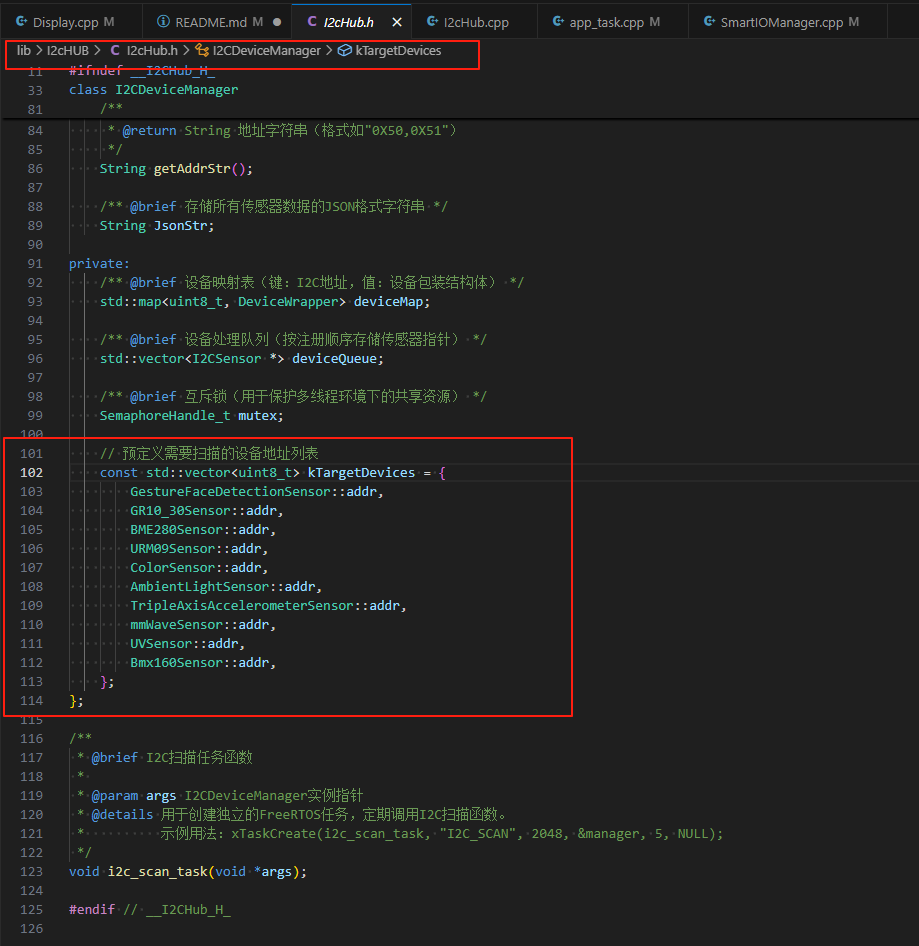 Display.cpp M
README.md M
I2cHub.h
I2cHub.cpp
app_task.cpp M
SmartIOManager.cpp M
lib > I2cHUB > C I2cHub.h > I2CDeviceManager > kTargetDevices
11 #ifndef __I2CHub_H_
33 class I2CDeviceManager
81 /**
84 * @return String 地址字符串（格式如"0X50,0X51"）
85 */
86 String getAddrStr();
87
88 /** @brief 存储所有传感器数据的JSON格式字符串 */
89 String JsonStr;
90
91 private:
92 /** @brief 设备映射表（键：I2C地址，值：设备包装结构体） */
93 std::map<uint8_t, DeviceWrapper> deviceMap;
94
95 /** @brief 设备处理队列（按注册顺序存储传感器指针） */
96 std::vector<I2CSensor *> deviceQueue;
97
98 /** @brief 互斥锁（用于保护多线程环境下的共享资源） */
99 SemaphoreHandle_t mutex;
100
101 // 预定义需要扫描的设备地址列表
102 const std::vector<uint8_t> kTargetDevices = {
103 GestureFaceDetectionSensor::addr,
104 GR10_30Sensor::addr,
105 BME280Sensor::addr,
106 URM09Sensor::addr,
107 ColorSensor::addr,
108 AmbientLightSensor::addr,
109 TripleAxisAccelerometerSensor::addr,
110 mmWaveSensor::addr,
111 UVSensor::addr,
112 Bmx160Sensor::addr,
113 };
114 };
115
116 /**
117 * @brief I2C扫描任务函数
118 *
119 * @param args I2CDeviceManager实例指针
120 * @details 用于创建独立的FreeRTOS任务，定期调用I2C扫描函数。
121 * 示例用法：xTaskCreate(i2c_scan_task, "I2C_SCAN", 2048, &manager, 5, NULL);
122 */
123 void i2c_scan_task(void *args);
124
125 #endif // __I2CHub_H_
126